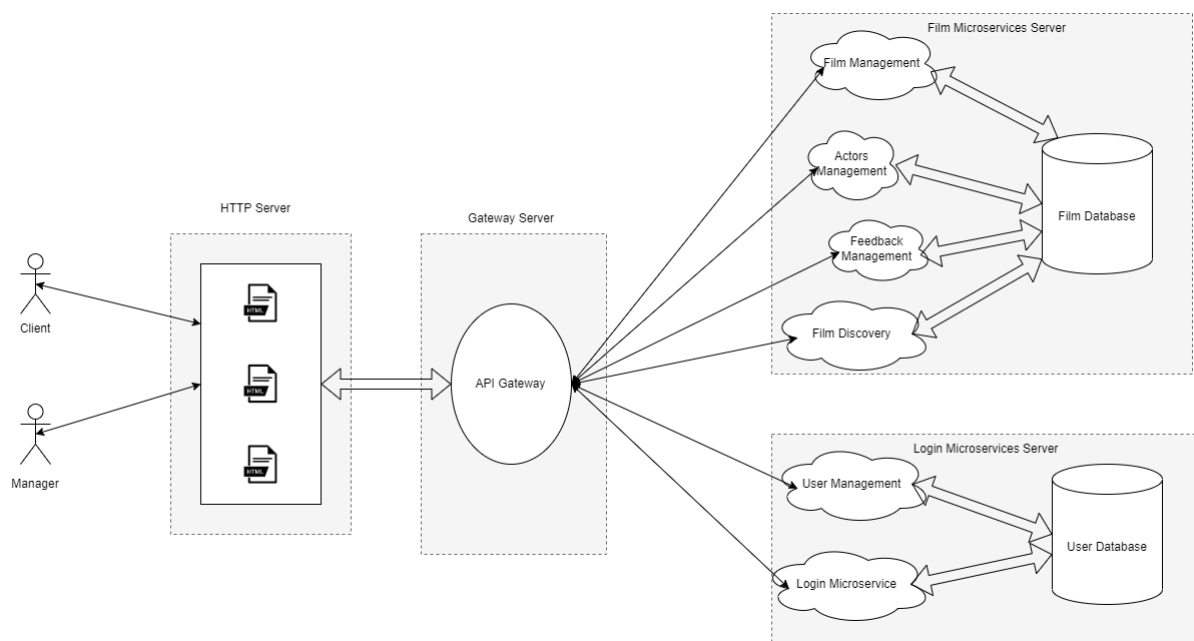 Film Microservices Server
Film Management
Actors
Management
Feedback
Management
Film Discovery
Film Database
HTTP Server
HTML
HTML
HTML
Gateway Server
API Gateway
Client
Manager
Login Microservices Server
User Management
Login Microservice
User Database